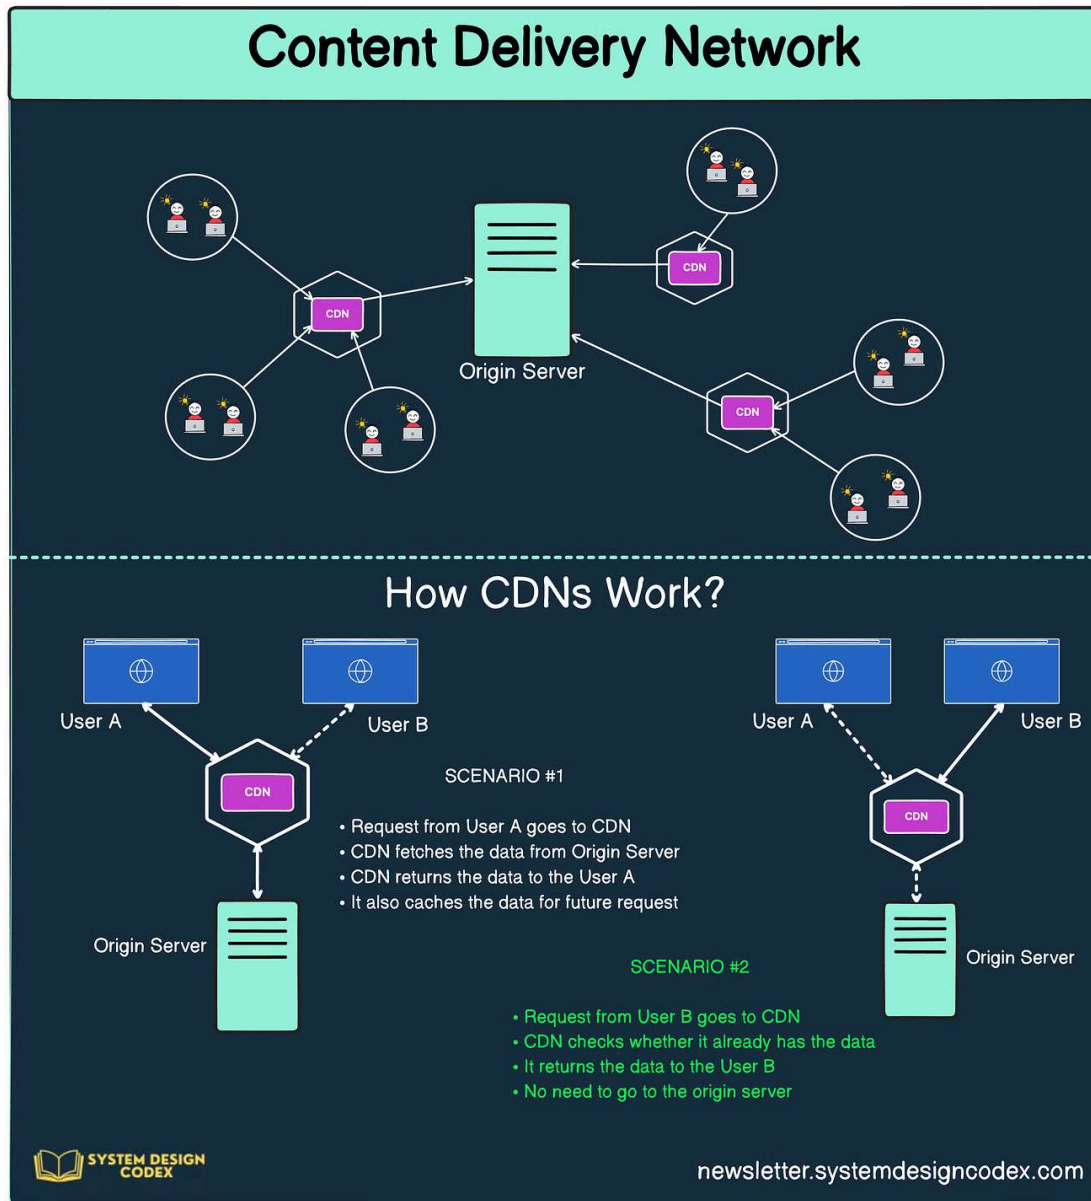 Content Delivery Network
CDN
CDN
CDN
Origin Server
How CDNs Work?
User A
User B
User A
User B
CDN
CDN
SCENARIO #1
• Request from User A goes to CDN
• CDN fetches the data from Origin Server
• CDN returns the data to the User A
• It also caches the data for future request
Origin Server
Origin Server
SCENARIO #2
• Request from User B goes to CDN
• CDN checks whether it already has the data
• It returns the data to the User B
• No need to go to the origin server
SYSTEM DESIGN
CODEX
newsletter.systemdesigncodex.com